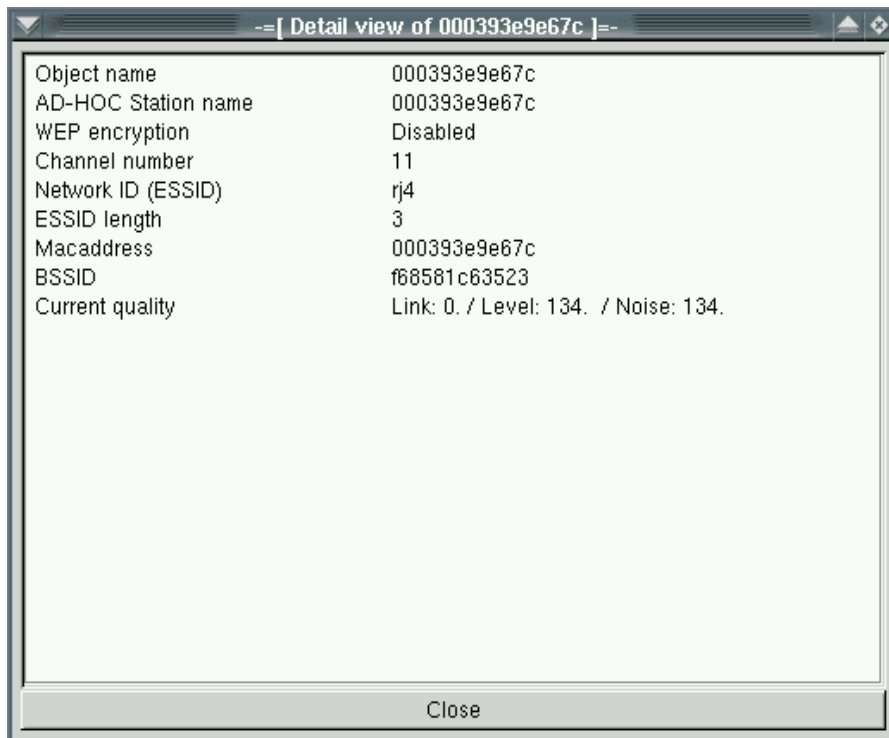 -=[ Detail view of 000393e9e67c ]=-
Object name 000393e9e67c
AD-HOC Station name 000393e9e67c
WEP encryption Disabled
Channel number 11
Network ID (ESSID) rj4
ESSID length 3
Macaddress 000393e9e67c
BSSID f68581c63523
Current quality Link: 0. / Level: 134.  / Noise: 134.
Close